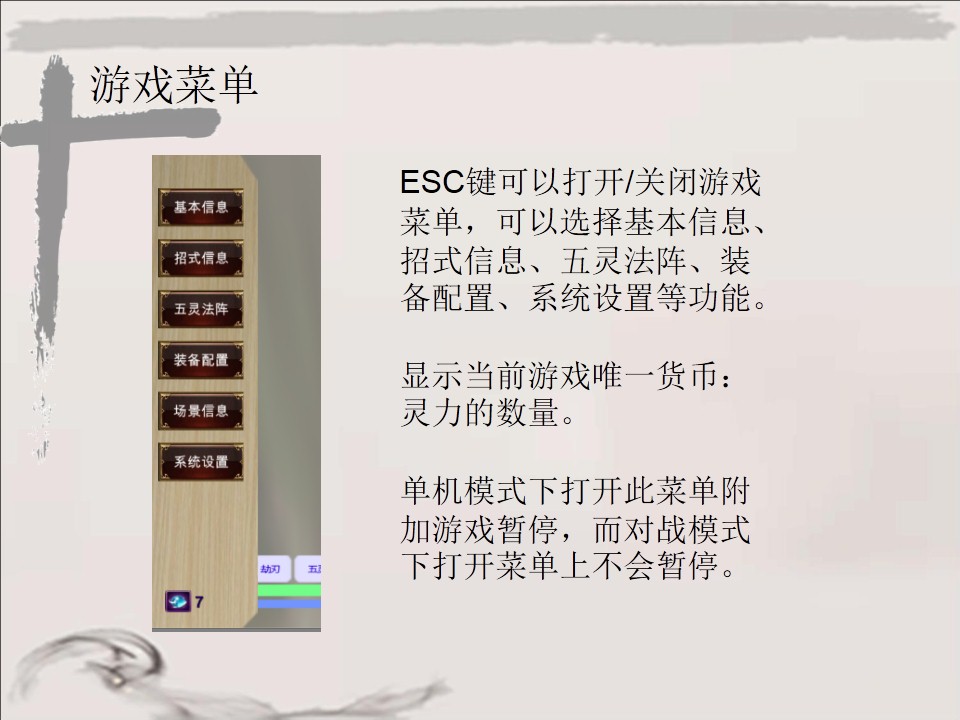 游戏菜单
基本信息
招式信息
五灵法阵
装备配置
场景信息
系统设置
劫刃
7
ESC键可以打开/关闭游戏
菜单，可以选择基本信息、
招式信息、五灵法阵、装
备配置、系统设置等功能。
显示当前游戏唯一货币：
灵力的数量。
单机模式下打开此菜单附
加游戏暂停，而对战模式
下打开菜单上不会暂停。